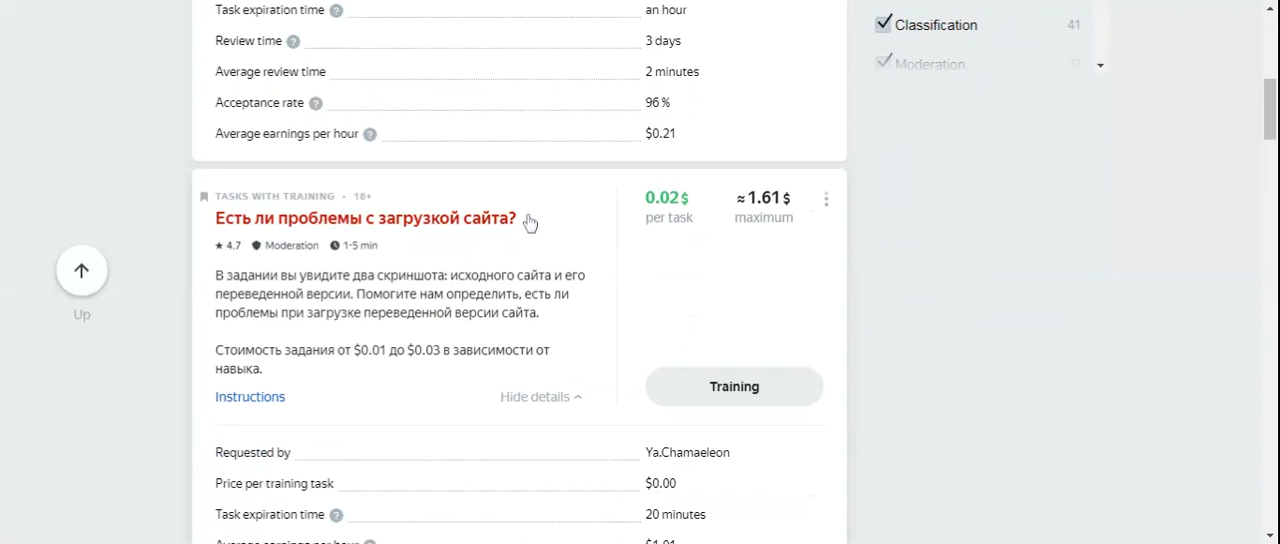 Task expiration time ? an hour
Classification 41
Review time ? 3 days
Moderation
Average review time 2 minutes
Acceptance rate ? 96 %
Average earnings per hour ? $0.21
TASKS WITH TRAINING · 18+
0.02 $ ≈ 1.61 $
Есть ли проблемы с загрузкой сайта?
per task maximum
★ 4.7 Moderation 1-5 min
В задании вы увидите два скриншота: исходного сайта и его
переведенной версии. Помогите нам определить, есть ли
проблемы при загрузке переведенной версии сайта.
Up
Стоимость задания от $0.01 до $0.03 в зависимости от
навыка.
Training
Instructions Hide details
Requested by Ya.Chamaeleon
Price per training task $0.00
Task expiration time ? 20 minutes